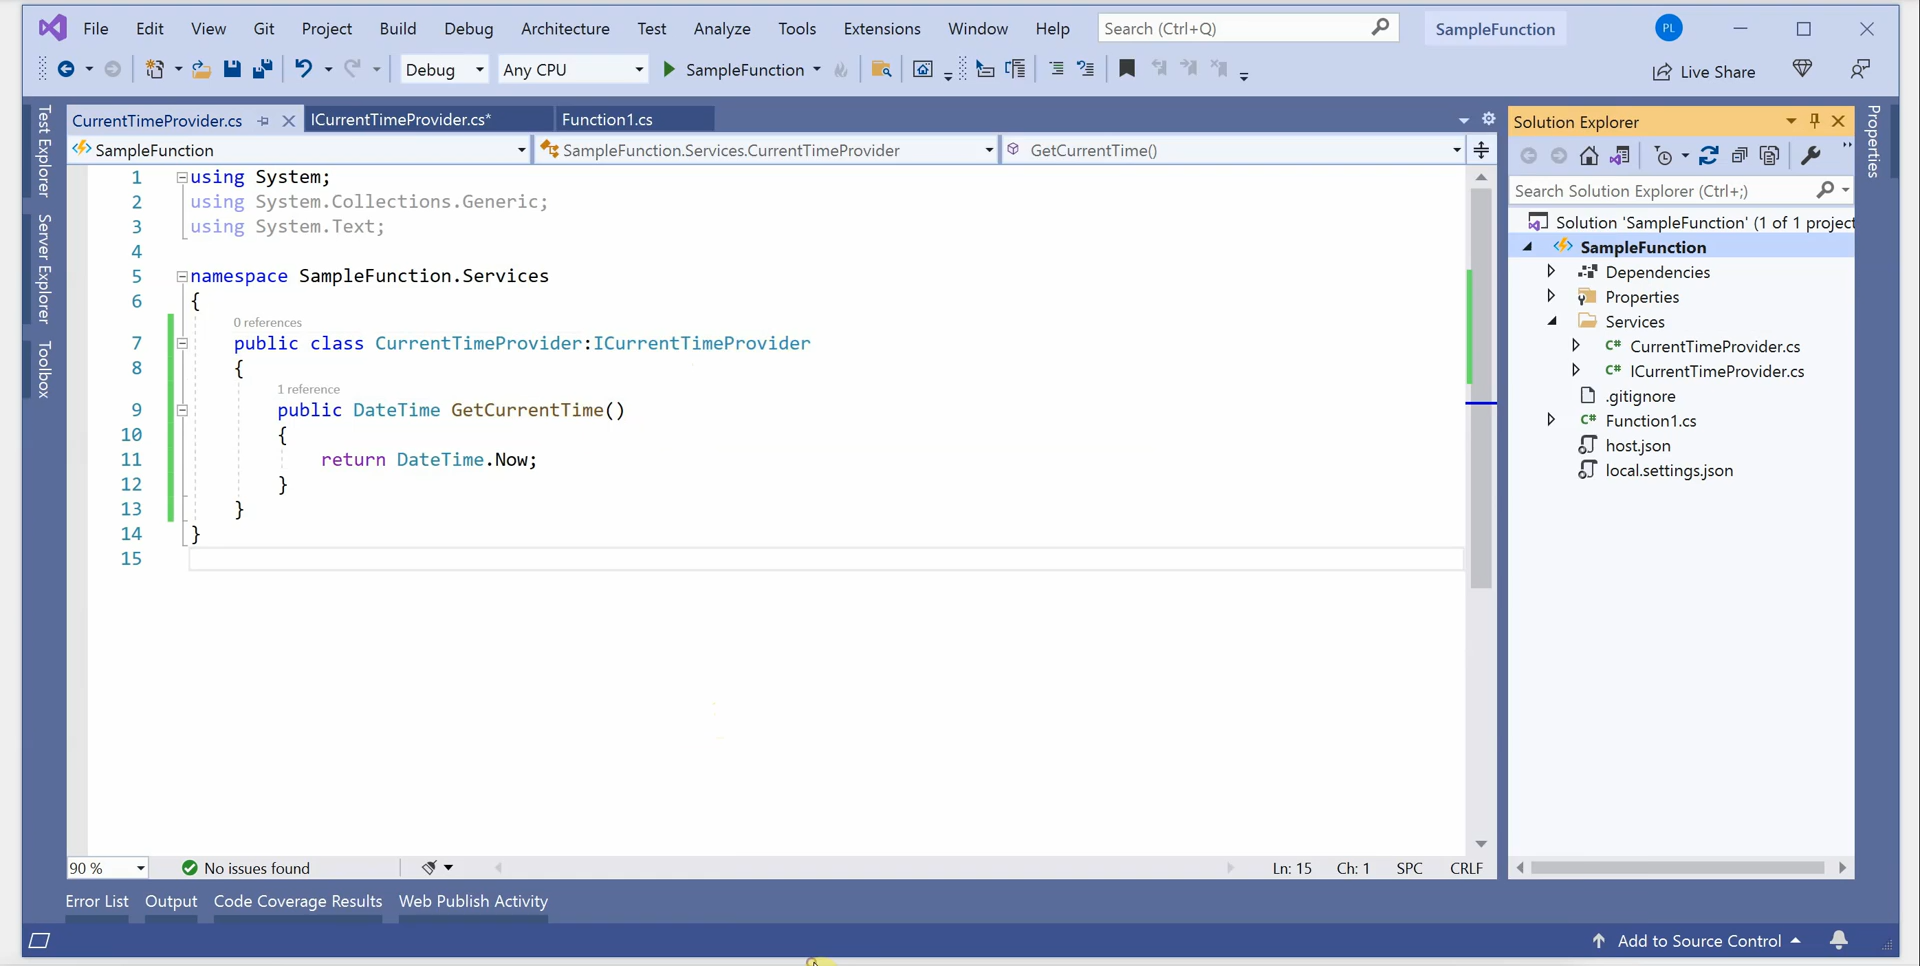 File Edit View Git Project Build Debug Architecture Test Analyze Tools Extensions Window Help Search (Ctrl+Q) SampleFunction PL
Debug Any CPU SampleFunction Live Share
Test Explorer
Server Explorer
Toolbox
CurrentTimeProvider.cs ICurrentTimeProvider.cs* Function1.cs
SampleFunction SampleFunction.Services.CurrentTimeProvider GetCurrentTime()
1 using System;
2 using System.Collections.Generic;
3 using System.Text;
4
5 namespace SampleFunction.Services
6 {
0 references
7 public class CurrentTimeProvider:ICurrentTimeProvider
8 {
1 reference
9 public DateTime GetCurrentTime()
10 {
11 return DateTime.Now;
12 }
13 }
14 }
15
90 % No issues found Ln: 15 Ch: 1 SPC CRLF
Solution Explorer
Search Solution Explorer (Ctrl+;)
Solution 'SampleFunction' (1 of 1 project
SampleFunction
Dependencies
Properties
Services
C# CurrentTimeProvider.cs
C# ICurrentTimeProvider.cs
.gitignore
C# Function1.cs
host.json
local.settings.json
Properties
Error List Output Code Coverage Results Web Publish Activity
Add to Source Control